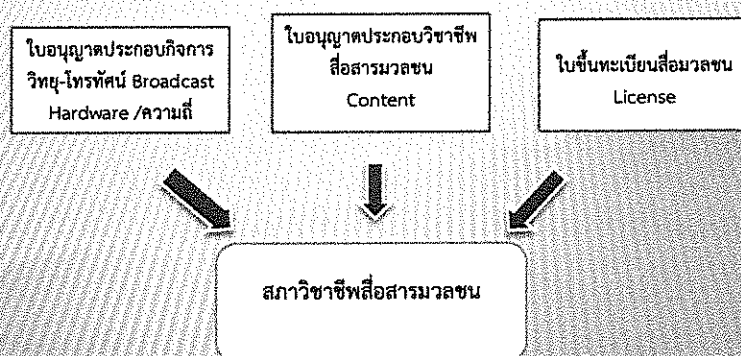 ใบอนุญาตประกอบกิจการ
วิทยุ-โทรทัศน์ Broadcast
Hardware /ความถี่
ใบอนุญาตประกอบวิชาชีพ
สื่อสารมวลชน
Content
ใบขึ้นทะเบียนสื่อมวลชน
License
สภาวิชาชีพสื่อสารมวลชน